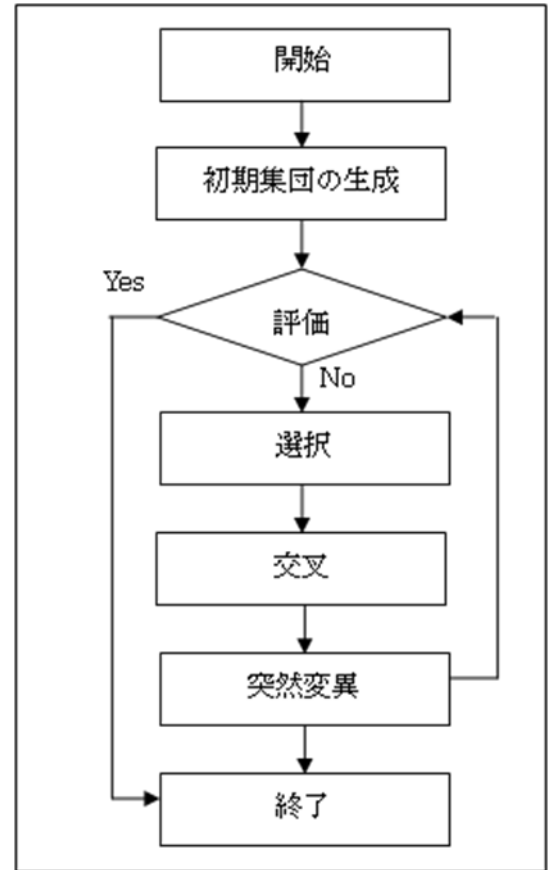 開始
初期集団の生成
Yes
評価
No
選択
交叉
突然変異
終了